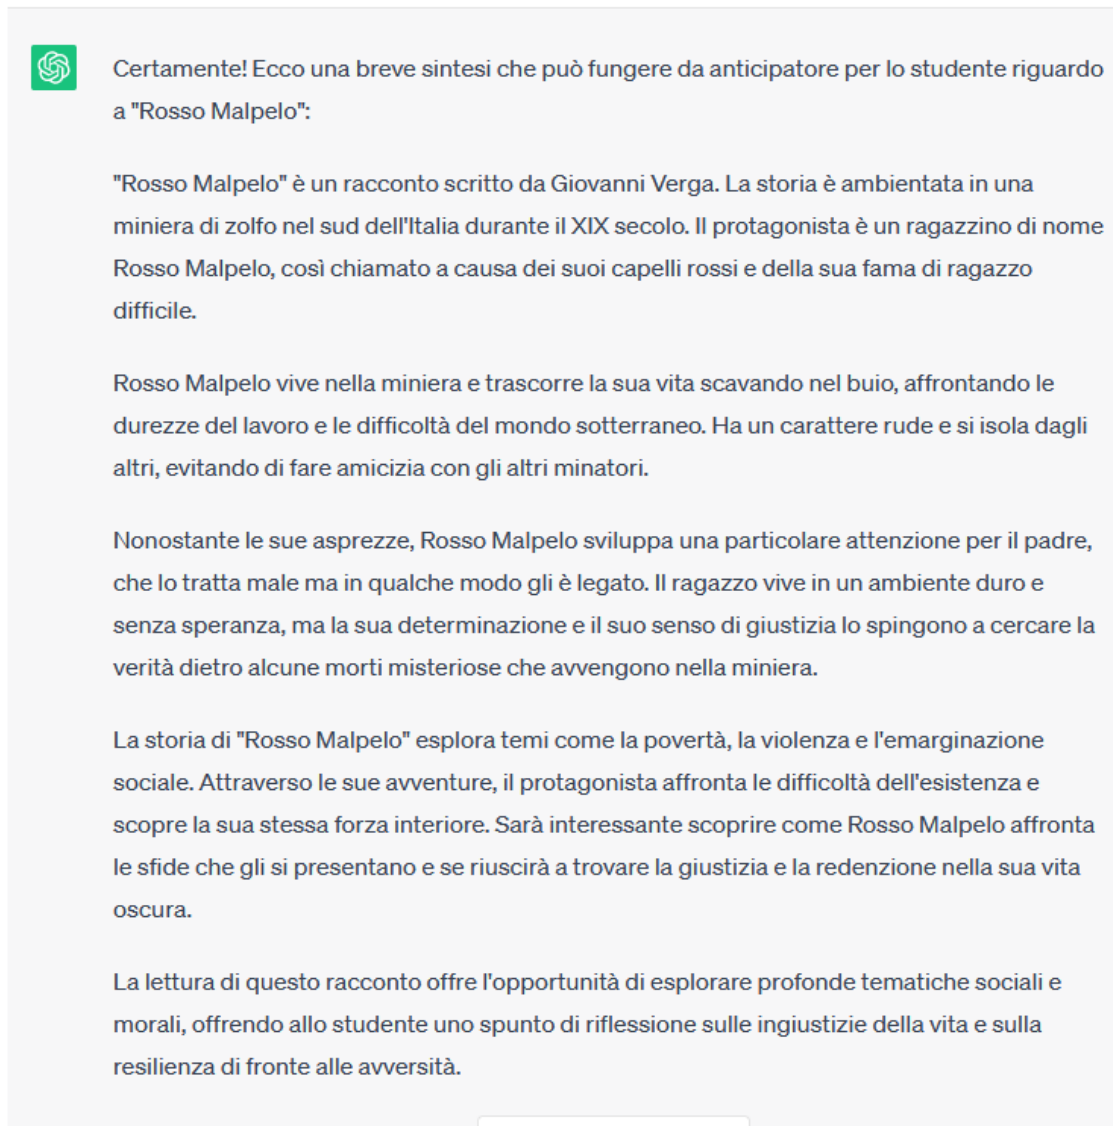 Certamente! Ecco una breve sintesi che può fungere da anticipatore per lo studente riguardo
a "Rosso Malpelo":
"Rosso Malpelo" è un racconto scritto da Giovanni Verga. La storia è ambientata in una
miniera di zolfo nel sud dell'Italia durante il XIX secolo. Il protagonista è un ragazzino di nome
Rosso Malpelo, così chiamato a causa dei suoi capelli rossi e della sua fama di ragazzo
difficile.
Rosso Malpelo vive nella miniera e trascorre la sua vita scavando nel buio, affrontando le
durezze del lavoro e le difficoltà del mondo sotterraneo. Ha un carattere rude e si isola dagli
altri, evitando di fare amicizia con gli altri minatori.
Nonostante le sue asprezze, Rosso Malpelo sviluppa una particolare attenzione per il padre,
che lo tratta male ma in qualche modo gli è legato. Il ragazzo vive in un ambiente duro e
senza speranza, ma la sua determinazione e il suo senso di giustizia lo spingono a cercare la
verità dietro alcune morti misteriose che avvengono nella miniera.
La storia di "Rosso Malpelo" esplora temi come la povertà, la violenza e l'emarginazione
sociale. Attraverso le sue avventure, il protagonista affronta le difficoltà dell'esistenza e
scopre la sua stessa forza interiore. Sarà interessante scoprire come Rosso Malpelo affronta
le sfide che gli si presentano e se riuscirà a trovare la giustizia e la redenzione nella sua vita
oscura.
La lettura di questo racconto offre l'opportunità di esplorare profonde tematiche sociali e
morali, offrendo allo studente uno spunto di riflessione sulle ingiustizie della vita e sulla
resilienza di fronte alle avversità.